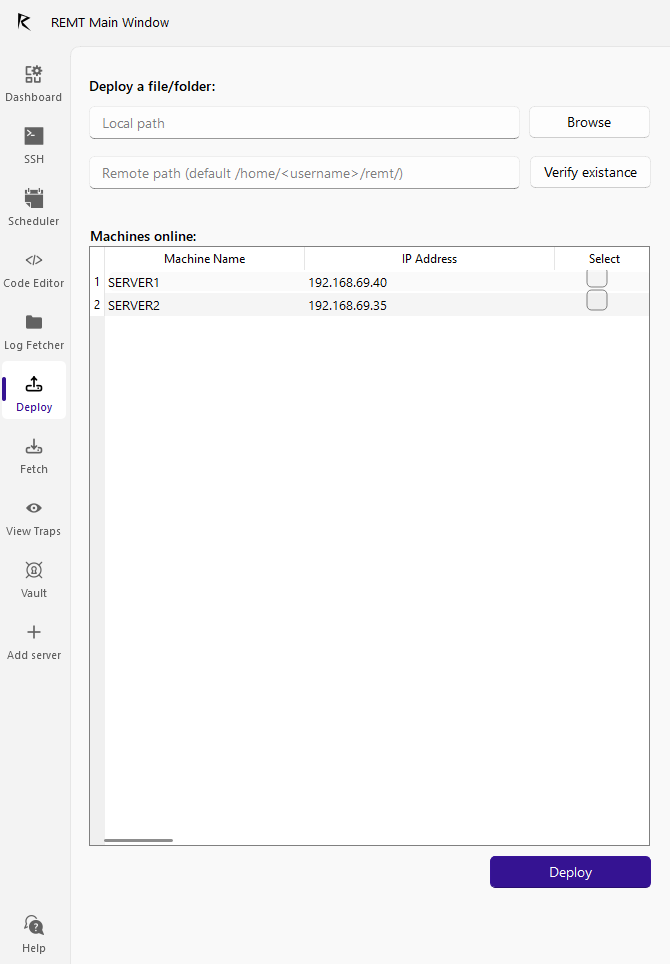 REMT Main Window
Dashboard
SSH
Scheduler
Code Editor
Log Fetcher
Deploy
Fetch
View Traps
Vault
Add server
Help
Deploy a file/folder:
Local path
Browse
Remote path (default /home/<username>/remt/)
Verify existance
Machines online:
Machine Name IP Address Select
1 SERVER1 192.168.69.40
2 SERVER2 192.168.69.35
Deploy